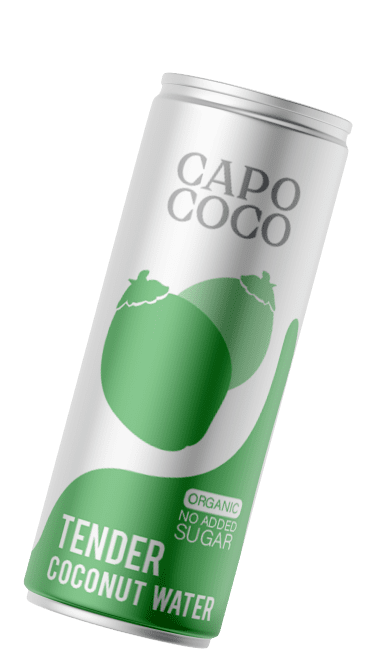 CAPO
COCO
ORGANIC
NO ADDED
SUGAR
TENDER
COCONUT WATER